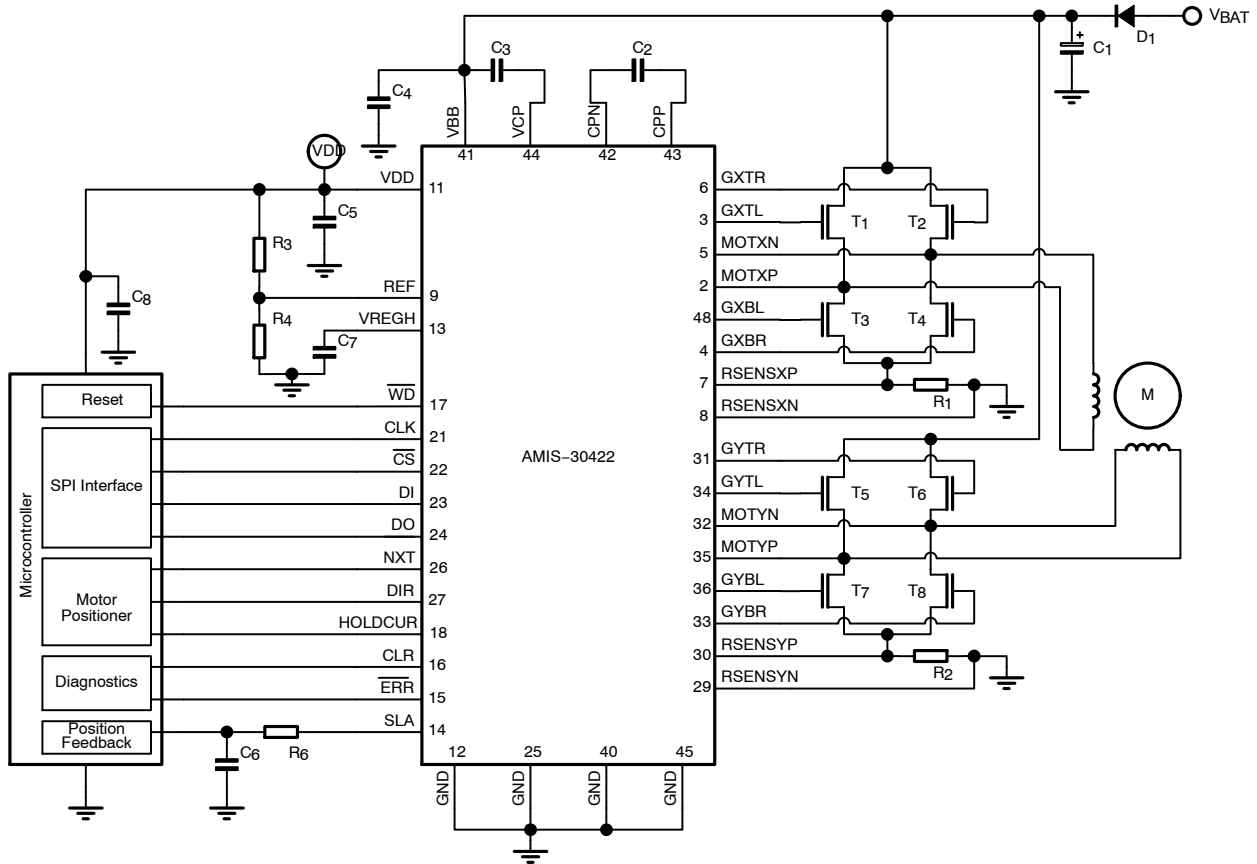 VBAT
D1
C1
+
C3
C2
C4
VBB
VCP
CPN
CPP
41
44
42
43
VDD
VDD
11
C5
R3
REF
9
C8
R4
VREGH
13
C7
Microcontroller
Reset
WD
17
SPI Interface
CLK
21
CS
22
DI
23
DO
24
Motor
Positioner
NXT
26
DIR
27
HOLDCUR
18
Diagnostics
CLR
16
ERR
15
Position
Feedback
SLA
14
C6
R6
AMIS−30422
6
GXTR
3
GXTL
T1
T2
5
MOTXN
2
MOTXP
48
GXBL
T3
T4
4
GXBR
7
RSENSXP
R1
8
RSENSXN
M
31
GYTR
34
GYTL
T5
T6
32
MOTYN
35
MOTYP
36
GYBL
T7
T8
33
GYBR
30
RSENSYP
R2
29
RSENSYN
12
25
40
45
GND
GND
GND
GND